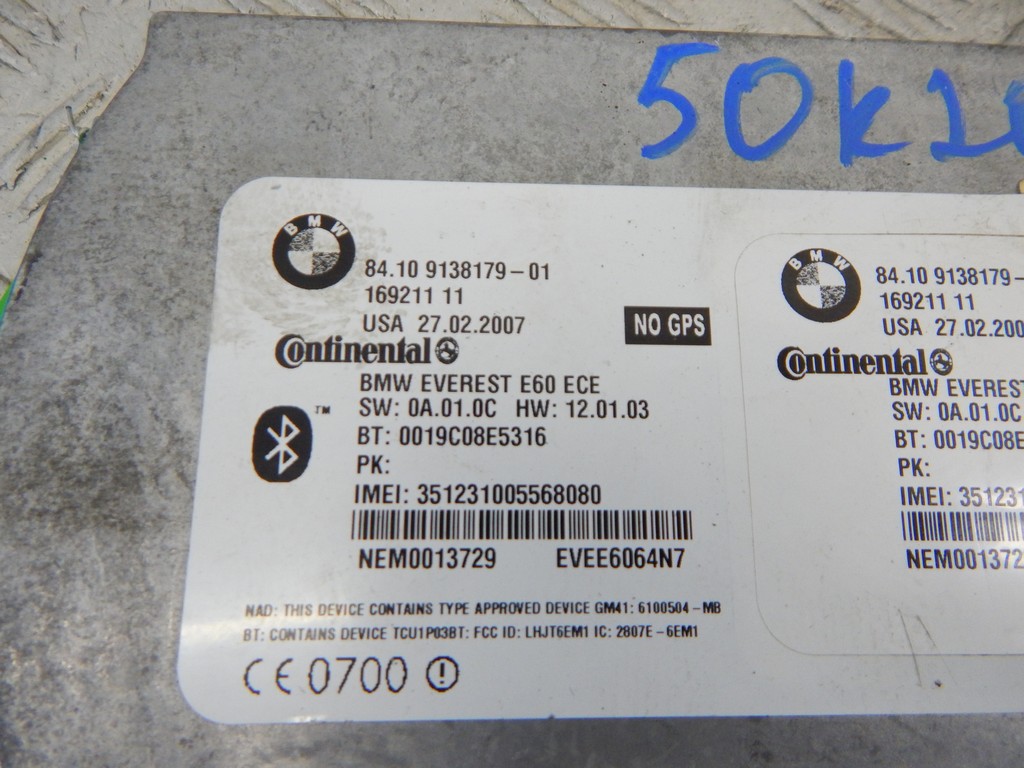 50K
BMW
84.10 9138179-01
169211 11
USA 27.02.2007
NO GPS
Continental
BMW EVEREST E60 ECE
SW: 0A.01.0C HW: 12.01.03
TM
BT: 0019C08E5316
PK:
IMEI: 351231005568080
NEM0013729 EVEE6064N7
NAD: THIS DEVICE CONTAINS TYPE APPROVED DEVICE GM41: 6100504-MB
BT: CONTAINS DEVICE TCU1P03BT: FCC ID: LHJT6EM1 IC: 2807E-6EM1
CE 0700
BMW
84.10 9138179-
169211 11
USA 27.02.200
Continental
BMW EVEREST
SW: 0A.01.0C
BT: 0019C08E
PK:
IMEI: 35123
NEM001372